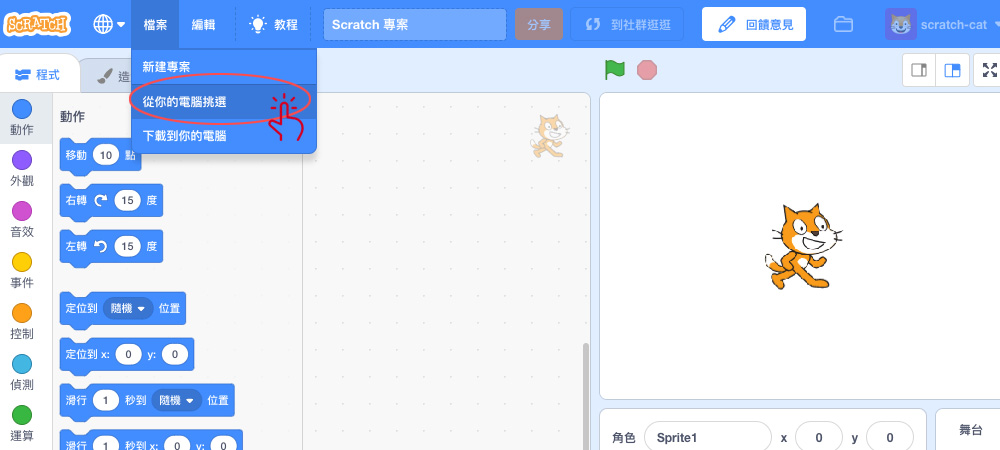 SCRATCH
檔案
編輯
教程
Scratch 專案
分享
到社群逛逛
回饋意見
scratch-cat
新建專案
從你的電腦挑選
下載到你的電腦
程式
造
動作
外觀
音效
事件
控制
偵測
運算
動作
移動 10 點
右轉 15 度
左轉 15 度
定位到 隨機 位置
定位到 x: 0 y: 0
滑行 1 秒到 隨機 位置
滑行 1 秒到 x: 0 y: 0
角色 Sprite1 x 0 y 0
舞台